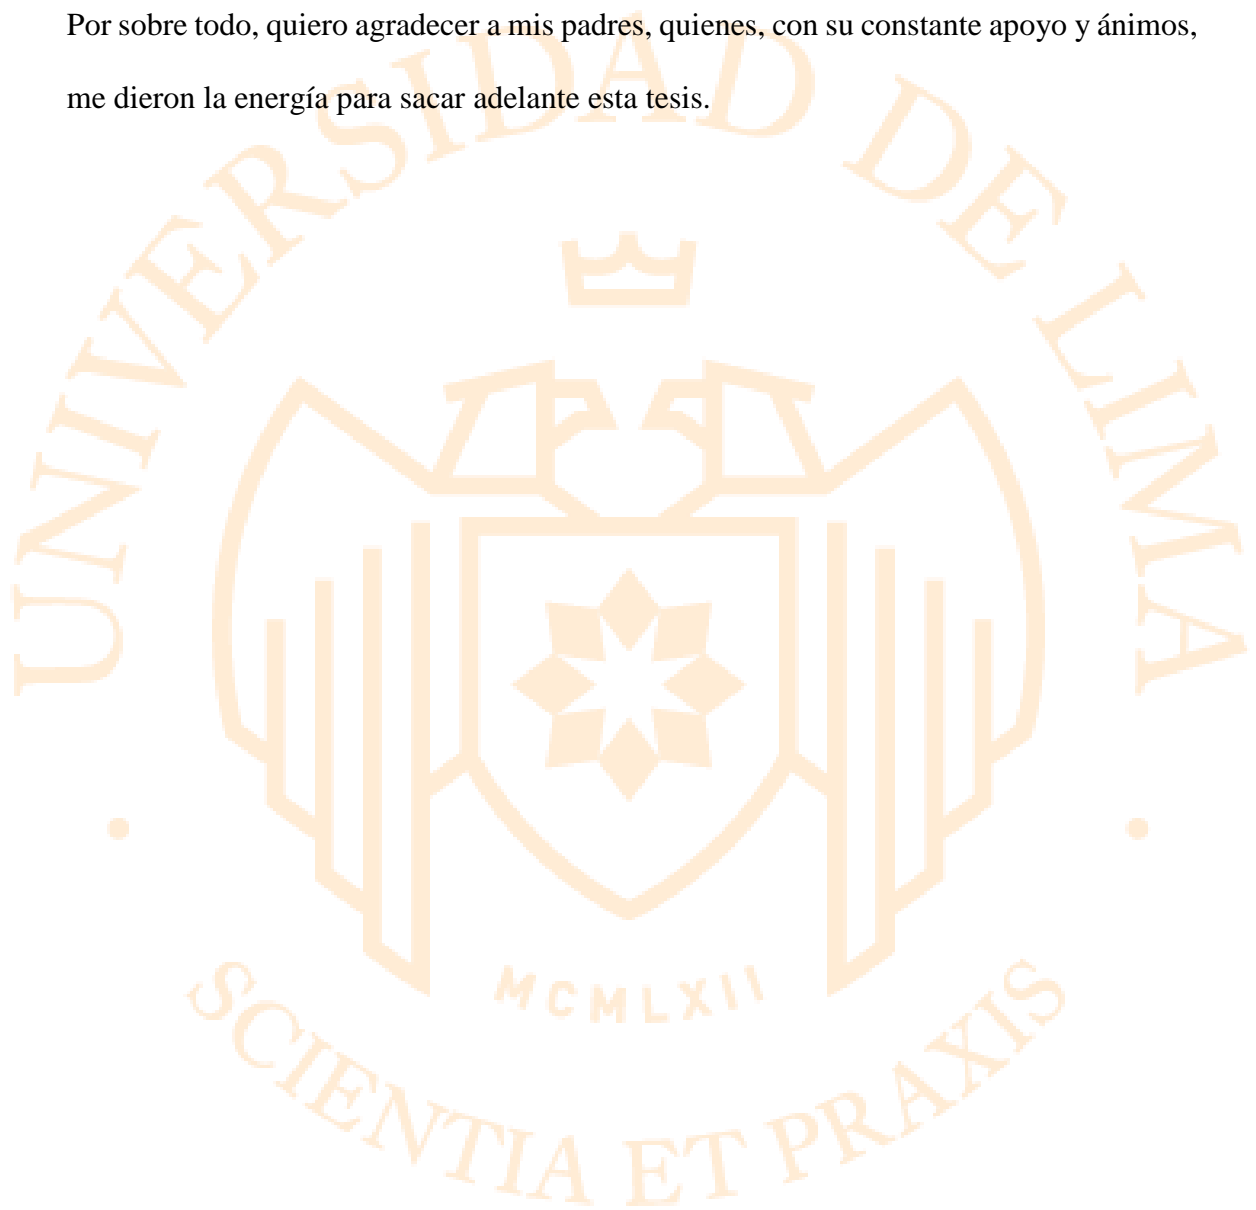 Por sobre todo, quiero agradecer a mis padres, quienes, con su constante apoyo y ánimos,
me dieron la energía para sacar adelante esta tesis.
UNIVERSIDAD DE LIMA
MCMLXII
SCIENTIA ET PRAXIS